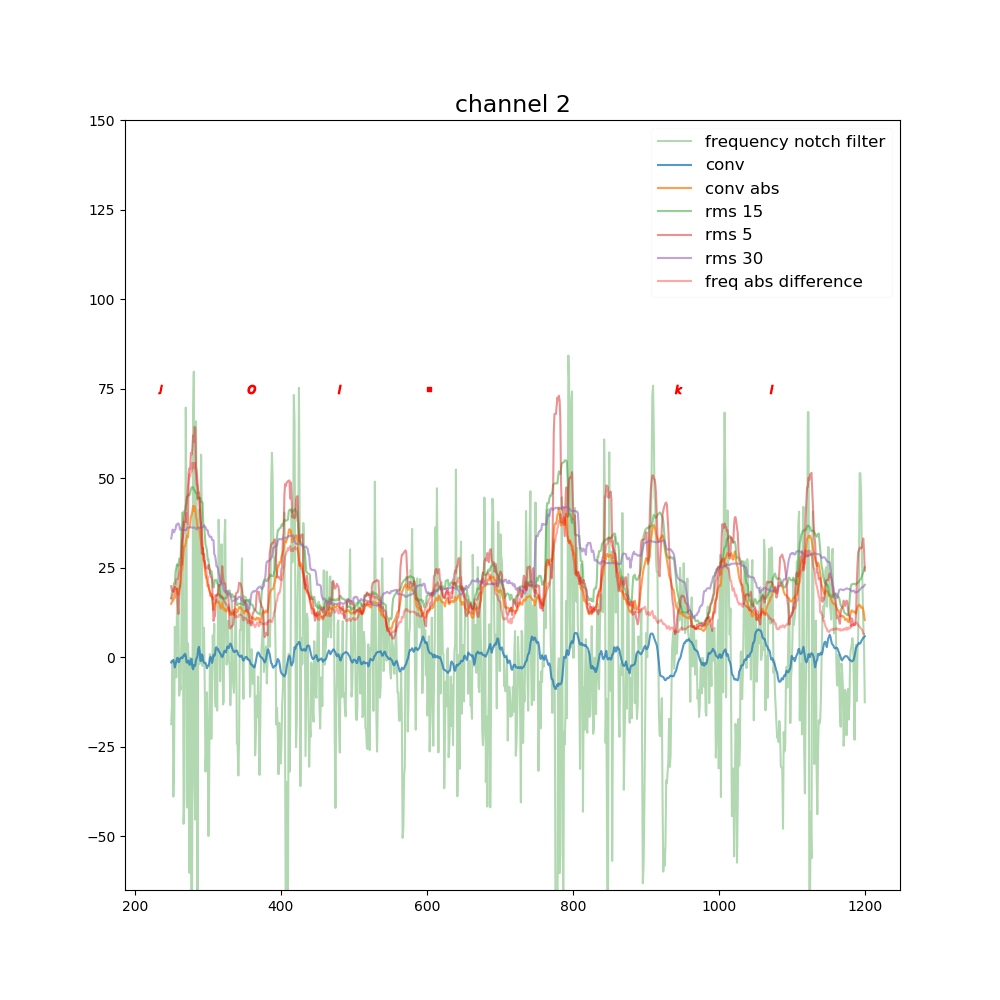 channel 2
150
125
100
75
50
25
0
−25
−50
frequency notch filter
conv
conv abs
rms 15
rms 5
rms 30
freq abs difference
J O I ▪ k I
200 400 600 800 1000 1200